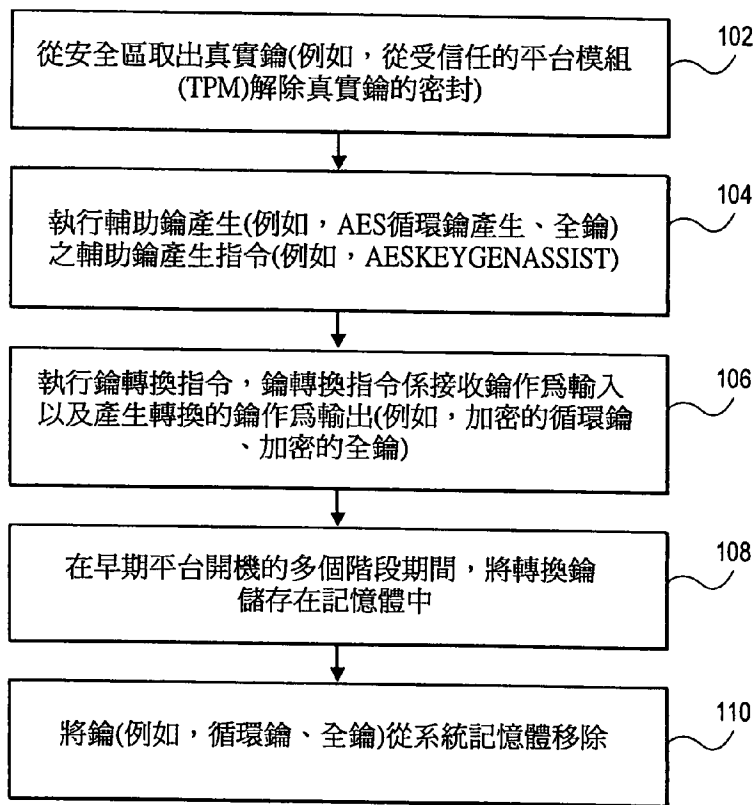 從安全區取出真實鑰(例如，從受信任的平台模組
(TPM)解除真實鑰的密封)
102
執行輔助鑰產生(例如，AES循環鑰產生、全鑰)
之輔助鑰產生指令(例如，AESKEYGENASSIST)
104
執行鑰轉換指令，鑰轉換指令係接收鑰作爲輸入
以及產生轉換的鑰作爲輸出(例如，加密的循環鑰
、加密的全鑰)
106
在早期平台開機的多個階段期間，將轉換鑰
儲存在記憶體中
108
將鑰(例如，循環鑰、全鑰)從系統記憶體移除
110